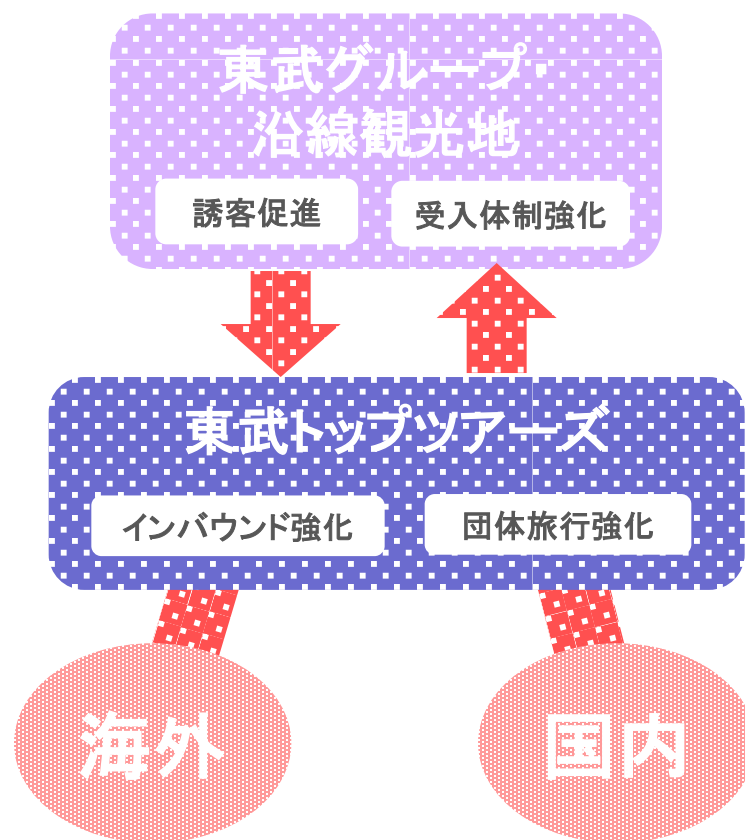 東武グループ・
沿線観光地
誘客促進
受入体制強化
東武トップツアーズ
インバウンド強化
団体旅行強化
海外
国内